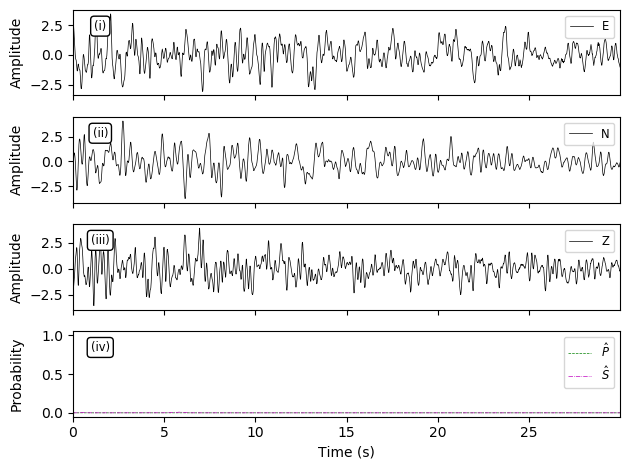 2.5
0.0
−2.5
Amplitude
(i)
E
2.5
0.0
−2.5
Amplitude
(ii)
N
2.5
0.0
−2.5
Amplitude
(iii)
Z
1.0
0.5
0.0
Probability
(iv)
P̂
Ŝ
0 5 10 15 20 25
Time (s)